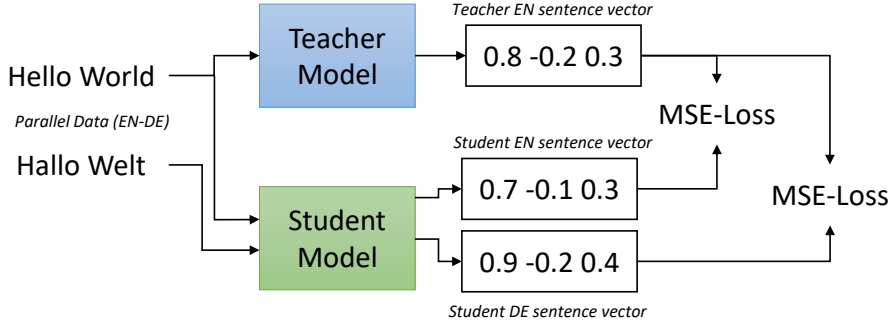 Teacher EN sentence vector
Teacher
Model
0.8 -0.2 0.3
Hello World
Parallel Data (EN-DE)
Hallo Welt
MSE-Loss
Student EN sentence vector
0.7 -0.1 0.3
MSE-Loss
Student
Model
0.9 -0.2 0.4
Student DE sentence vector